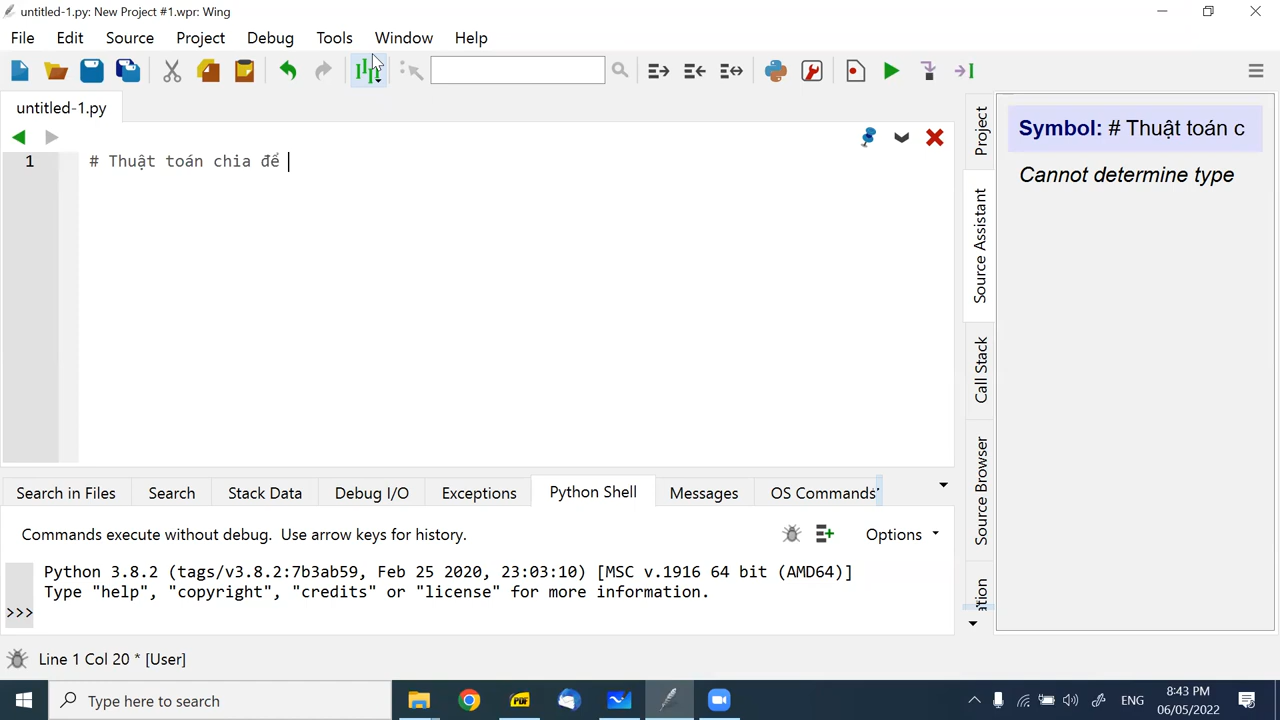 untitled-1.py: New Project #1.wpr: Wing
File Edit Source Project Debug Tools Window Help
untitled-1.py
1 # Thuật toán chia để
Project
Source Assistant
Call Stack
Source Browser
ation
Symbol: # Thuật toán c
Cannot determine type
Search in Files Search Stack Data Debug I/O Exceptions Python Shell Messages OS Commands
Commands execute without debug. Use arrow keys for history.
Options
Python 3.8.2 (tags/v3.8.2:7b3ab59, Feb 25 2020, 23:03:10) [MSC v.1916 64 bit (AMD64)]
Type "help", "copyright", "credits" or "license" for more information.
>>>
Line 1 Col 20 * [User]
Type here to search
PDF
ENG
8:43 PM
06/05/2022